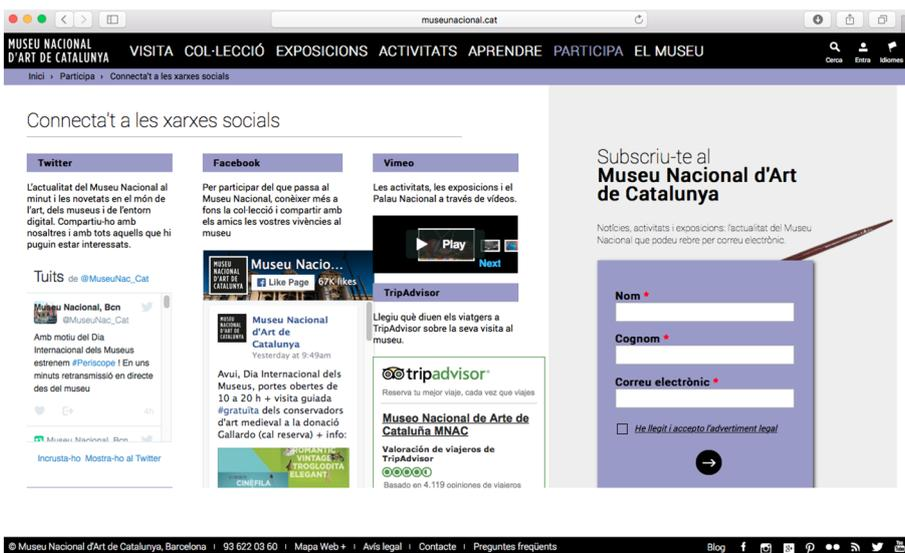 museunacional.cat
MUSEU NACIONAL
D'ART DE CATALUNYA
VISITA COL·LECCIÓ EXPOSICIONS ACTIVITATS APRENDRE PARTICIPA EL MUSEU
Cerca Entra Idiomes
Inici › Participa › Connecta't a les xarxes socials
Connecta't a les xarxes socials
Twitter
L'actualitat del Museu Nacional al
minut i les novetats en el món de
l'art, dels museus i de l'entorn
digital. Compartiu-ho amb
nosaltres i amb tots aquells que hi
puguin estar interessats.
Tuits de @MuseuNac_Cat
Museu Nacional, Bcn
@MuseuNac_Cat
Amb motiu del Dia
Internacional dels Museus
estrenem #Periscope ! En uns
minuts retransmissió en directe
des del museu
4h
Museu Nacional, Bcn
Incrusta-ho Mostra-ho al Twitter
Facebook
Per participar del que passa al
Museu Nacional, conèixer més a
fons la col·lecció i compartir amb
els amics les vostres vivències al
museu
MUSEU
NACIONAL
D'ART DE
CATALUNYA
Museu Nacio...
Like Page 67K likes
MUSEU
NACIONAL
D'ART DE
CATALUNYA
Museu Nacional
d'Art de
Catalunya
Yesterday at 9:49am
Avui, Dia Internacional dels
Museus, portes obertes de
10 a 20 h + visita guiada
#gratuïta dels conservadors
d'art medieval a la donació
Gallardo (cal reserva) + info:
ROMÀNTIC
VINTAGE
TROGLODITA
ELEGANT
CINÈFILA
Vimeo
Les activitats, les exposicions i el
Palau Nacional a través de vídeos.
Play
Next
TripAdvisor
Llegiu què diuen els viatgers a
TripAdvisor sobre la seva visita al
museu.
tripadvisor
Reserva tu mejor viaje, cada vez que viajes
Museo Nacional de Arte de
Cataluña MNAC
Valoración de viajeros de
TripAdvisor
Basado en 4.119 opiniones de viajeros
Subscriu-te al
Museu Nacional d'Art
de Catalunya
Notícies, activitats i exposicions: l'actualitat del Museu
Nacional que podeu rebre per correu electrònic.
Nom *
Cognom *
Correu electrònic *
He llegit i accepto l'advertiment legal
© Museu Nacional d'Art de Catalunya, Barcelona | 93 622 03 60 | Mapa Web + | Avís legal | Contacte | Preguntes freqüents
Blog